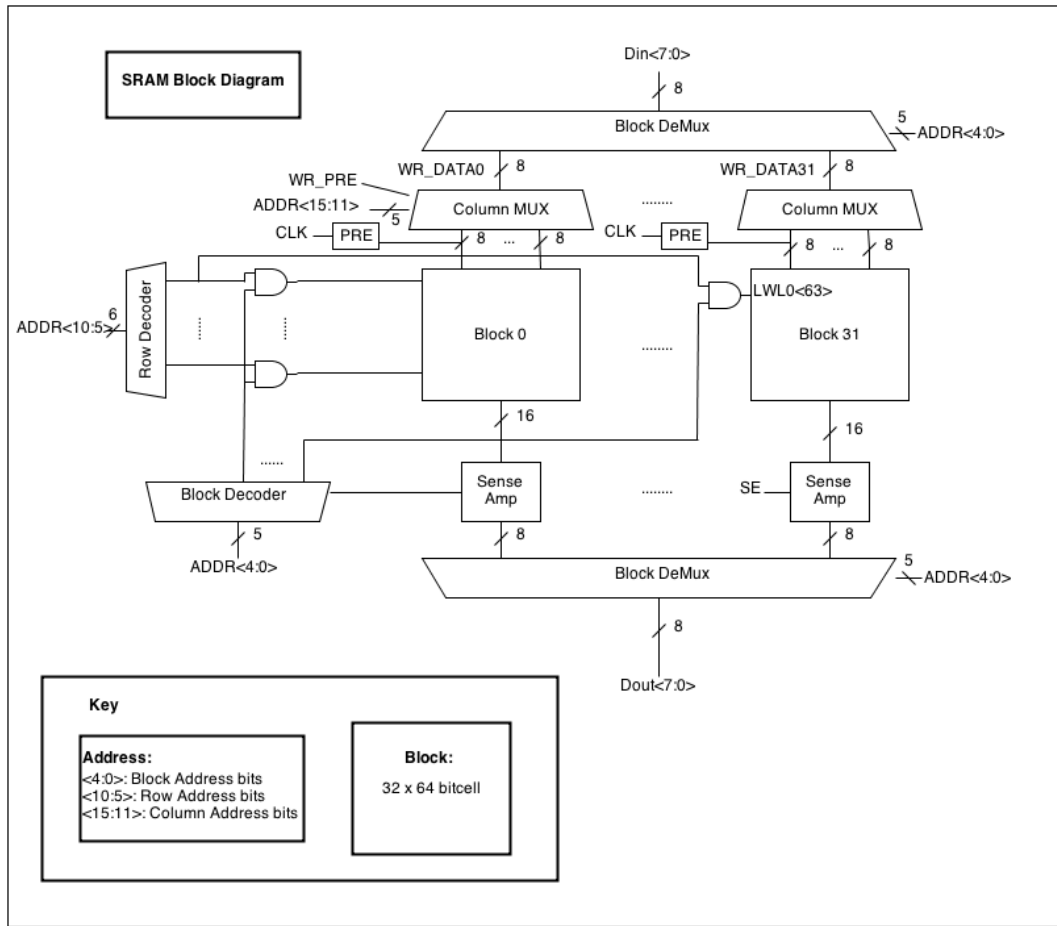 SRAM Block Diagram
Din<7:0>
8
Block DeMux
5
ADDR<4:0>
WR_DATA0
8
WR_DATA31
8
WR_PRE
ADDR<15:11>
5
Column MUX
........
Column MUX
CLK
PRE
8 ... 8
CLK
PRE
8 ... 8
Row Decoder
ADDR<10:5>
6
........
........
Block 0
........
LWL0<63>
Block 31
16
16
......
Block Decoder
Sense
Amp
........
SE
Sense
Amp
5
ADDR<4:0>
8
8
Block DeMux
5
ADDR<4:0>
8
Dout<7:0>
Key
Address:
<4:0>: Block Address bits
<10:5>: Row Address bits
<15:11>: Column Address bits
Block:
32 x 64 bitcell